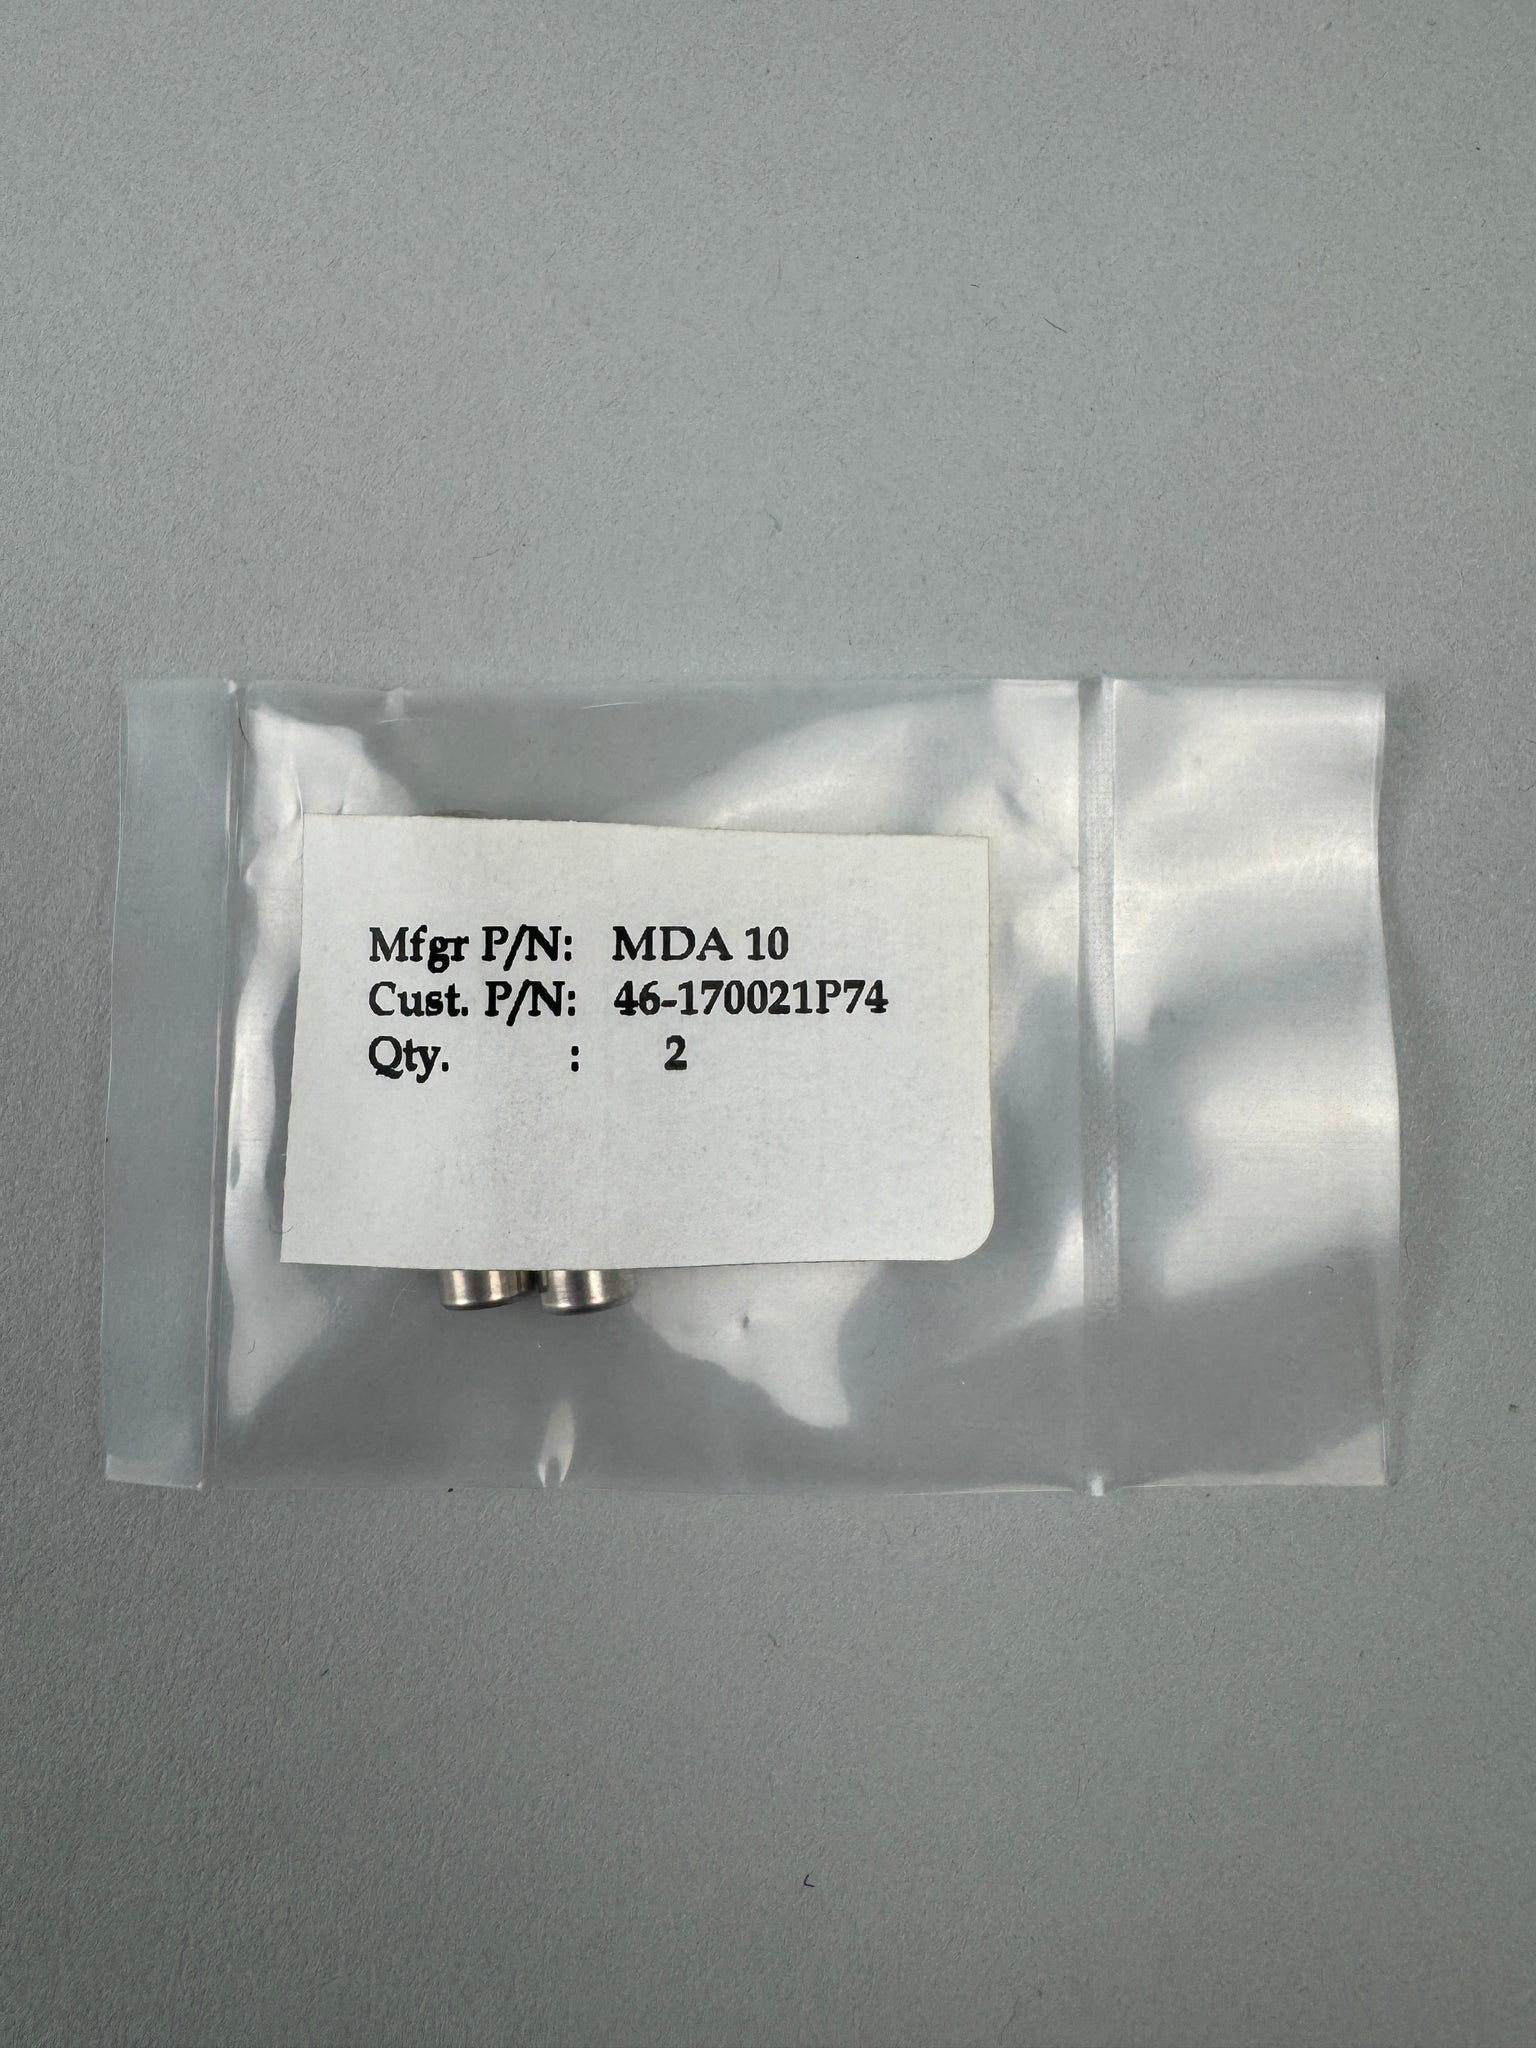 Mfgr P/N: MDA 10
Cust. P/N: 46-170021P74
Qty. : 2